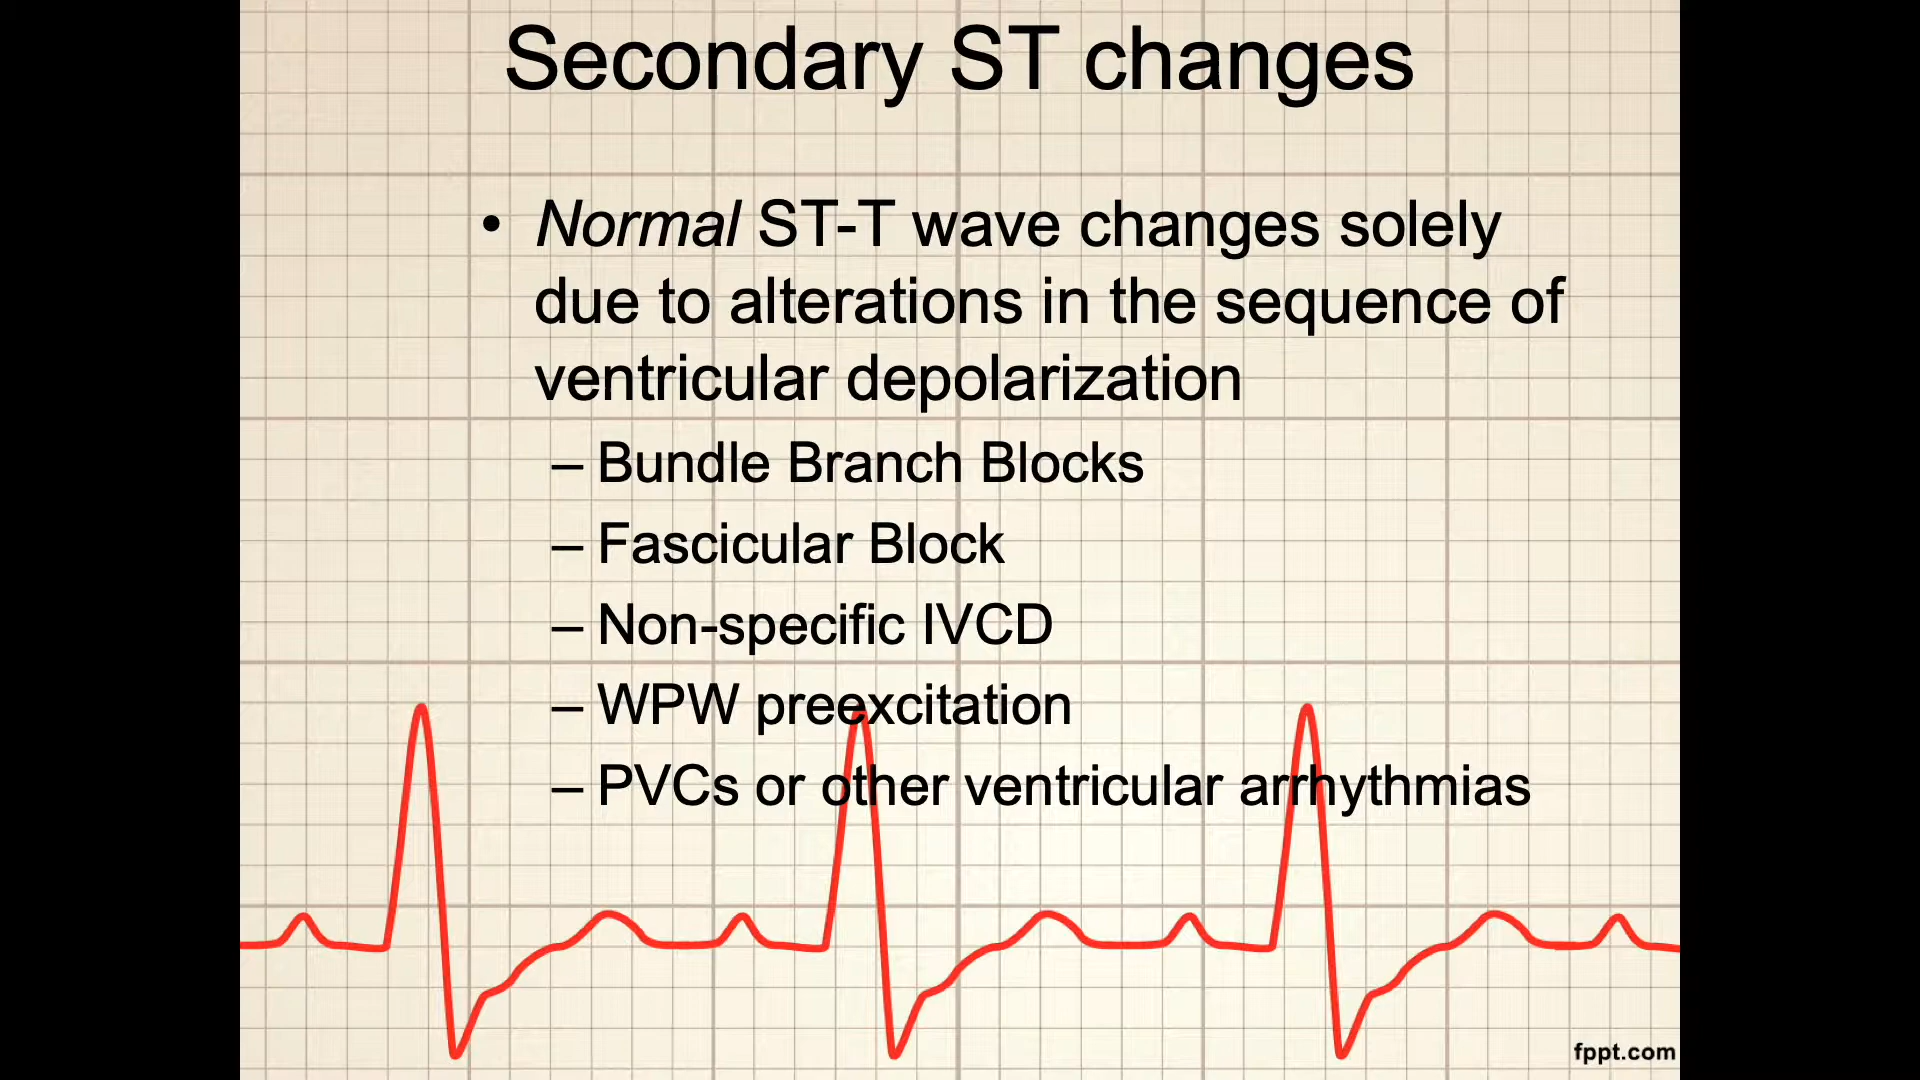 Secondary ST changes
• Normal ST-T wave changes solely
due to alterations in the sequence of
ventricular depolarization
– Bundle Branch Blocks
– Fascicular Block
– Non-specific IVCD
– WPW preexcitation
– PVCs or other ventricular arrhythmias
fppt.com